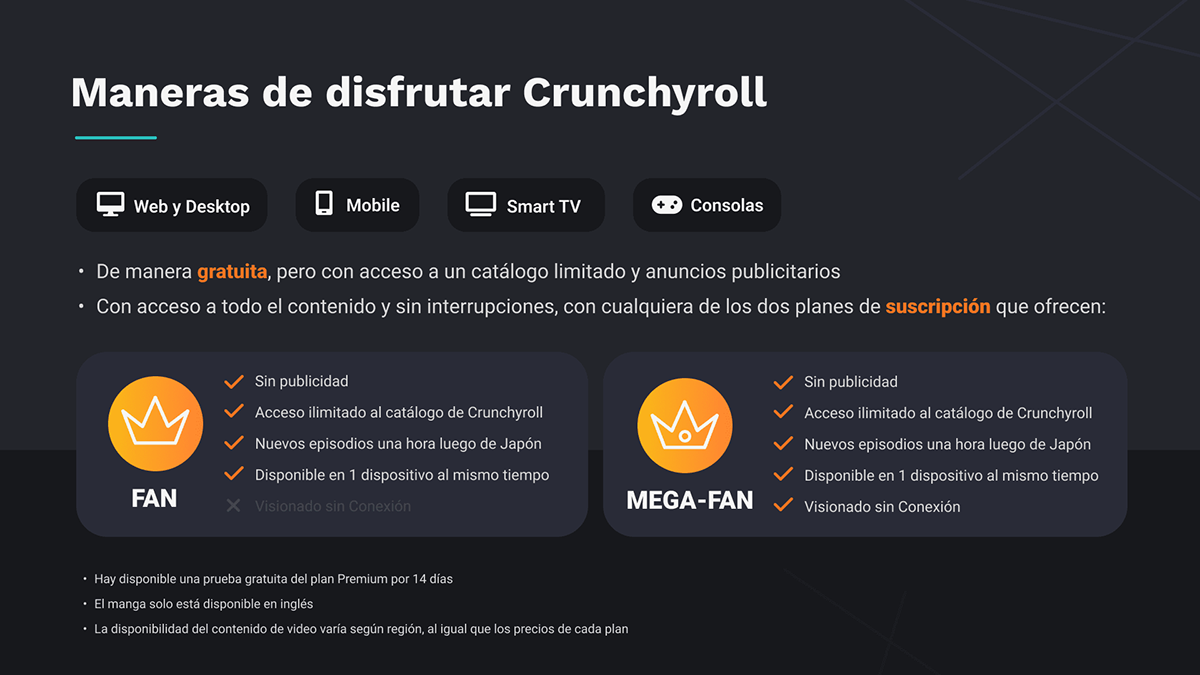 Maneras de disfrutar Crunchyroll
Web y Desktop
Mobile
Smart TV
Consolas
• De manera gratuita, pero con acceso a un catálogo limitado y anuncios publicitarios
• Con acceso a todo el contenido y sin interrupciones, con cualquiera de los dos planes de suscripción que ofrecen:
FAN
Sin publicidad
Acceso ilimitado al catálogo de Crunchyroll
Nuevos episodios una hora luego de Japón
Disponible en 1 dispositivo al mismo tiempo
Visionado sin Conexión
MEGA-FAN
Sin publicidad
Acceso ilimitado al catálogo de Crunchyroll
Nuevos episodios una hora luego de Japón
Disponible en 1 dispositivo al mismo tiempo
Visionado sin Conexión
• Hay disponible una prueba gratuita del plan Premium por 14 días
• El manga solo está disponible en inglés
• La disponibilidad del contenido de video varía según región, al igual que los precios de cada plan